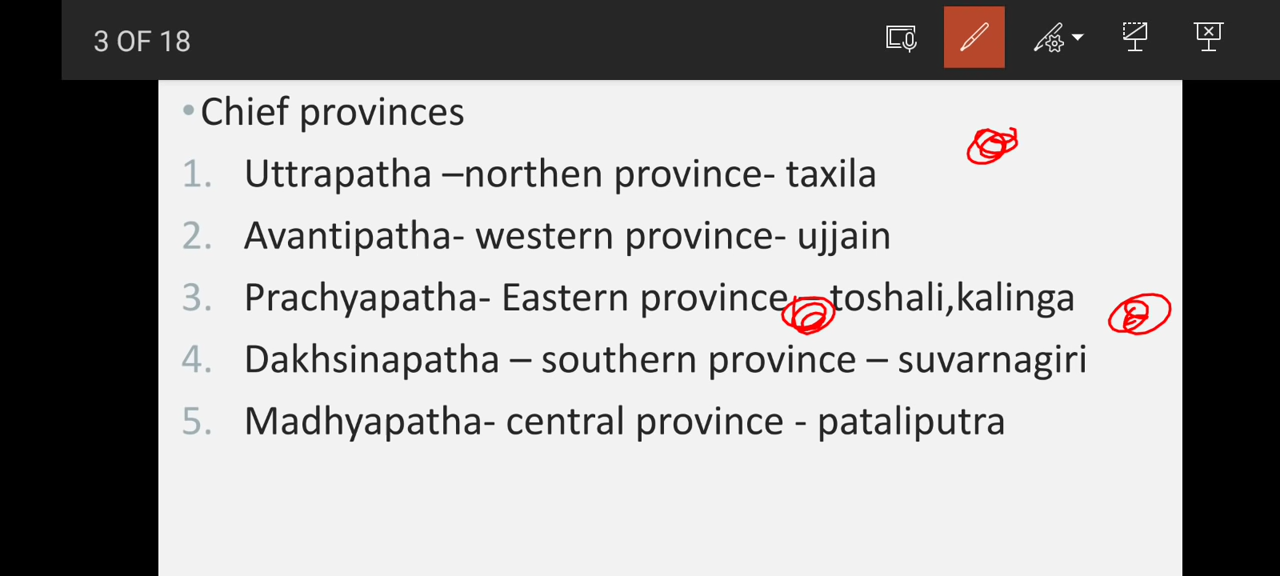 3 OF 18
•Chief provinces
1. Uttrapatha –northen province- taxila
2. Avantipatha- western province- ujjain
3. Prachyapatha- Eastern province – toshali,kalinga
4. Dakhsinapatha – southern province – suvarnagiri
5. Madhyapatha- central province - pataliputra